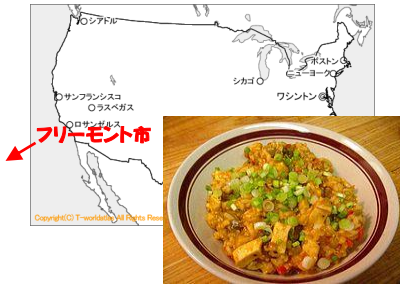 シアトル
ボストン
シカゴ
ニューヨーク
サンフランシスコ
ワシントン
ラスベガス
ロサンゼルス
フリーモント市
Copyright(C) T-worldatlas All Rights Rese